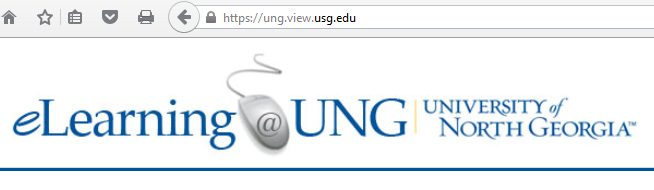 https://ung.view.usg.edu
eLearning@UNG
UNIVERSITY of
NORTH GEORGIA™